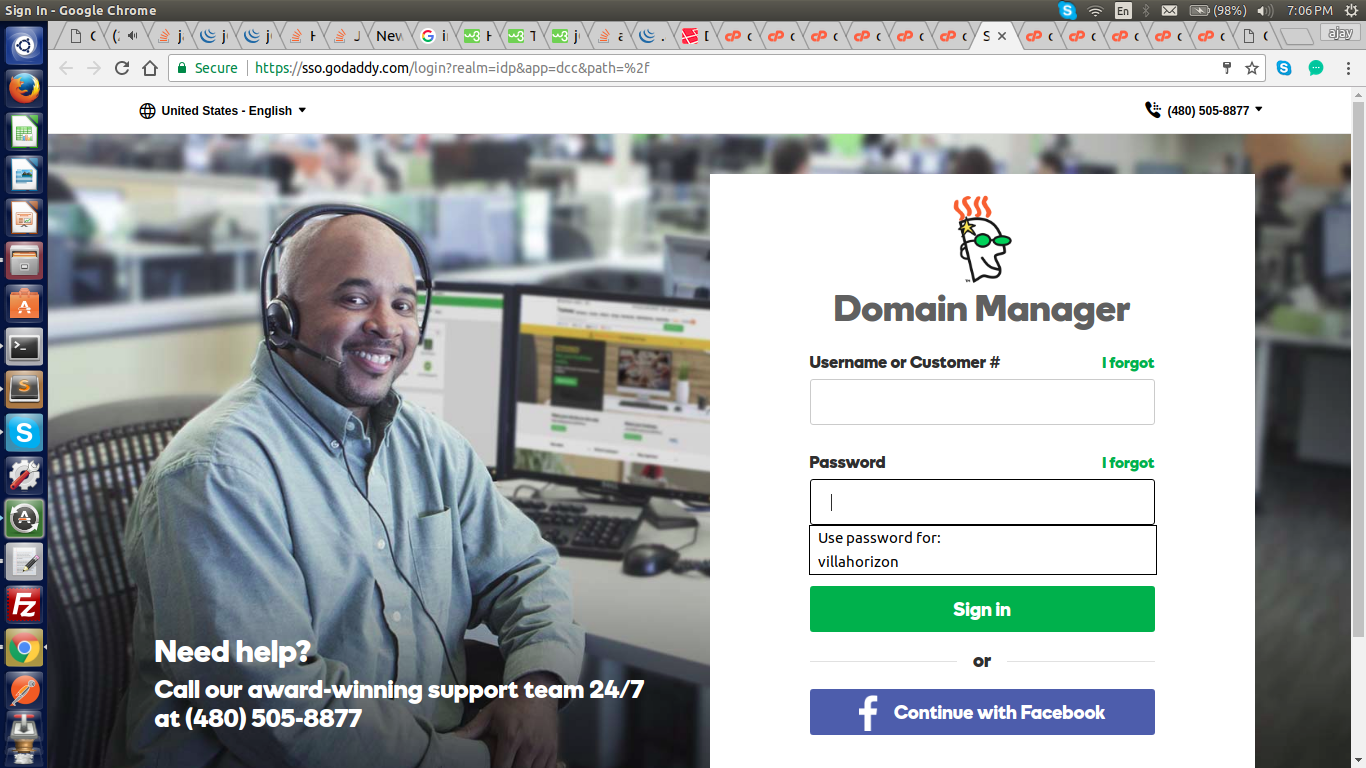 Sign In - Google Chrome
En
(98%)
7:06 PM
ajay
Secure
https://sso.godaddy.com/login?realm=idp&app=dcc&path=%2f
United States - English
(480) 505-8877
Domain Manager
Username or Customer #
I forgot
Password
I forgot
Use password for:
villahorizon
Sign in
or
Continue with Facebook
Need help?
Call our award-winning support team 24/7
at (480) 505-8877